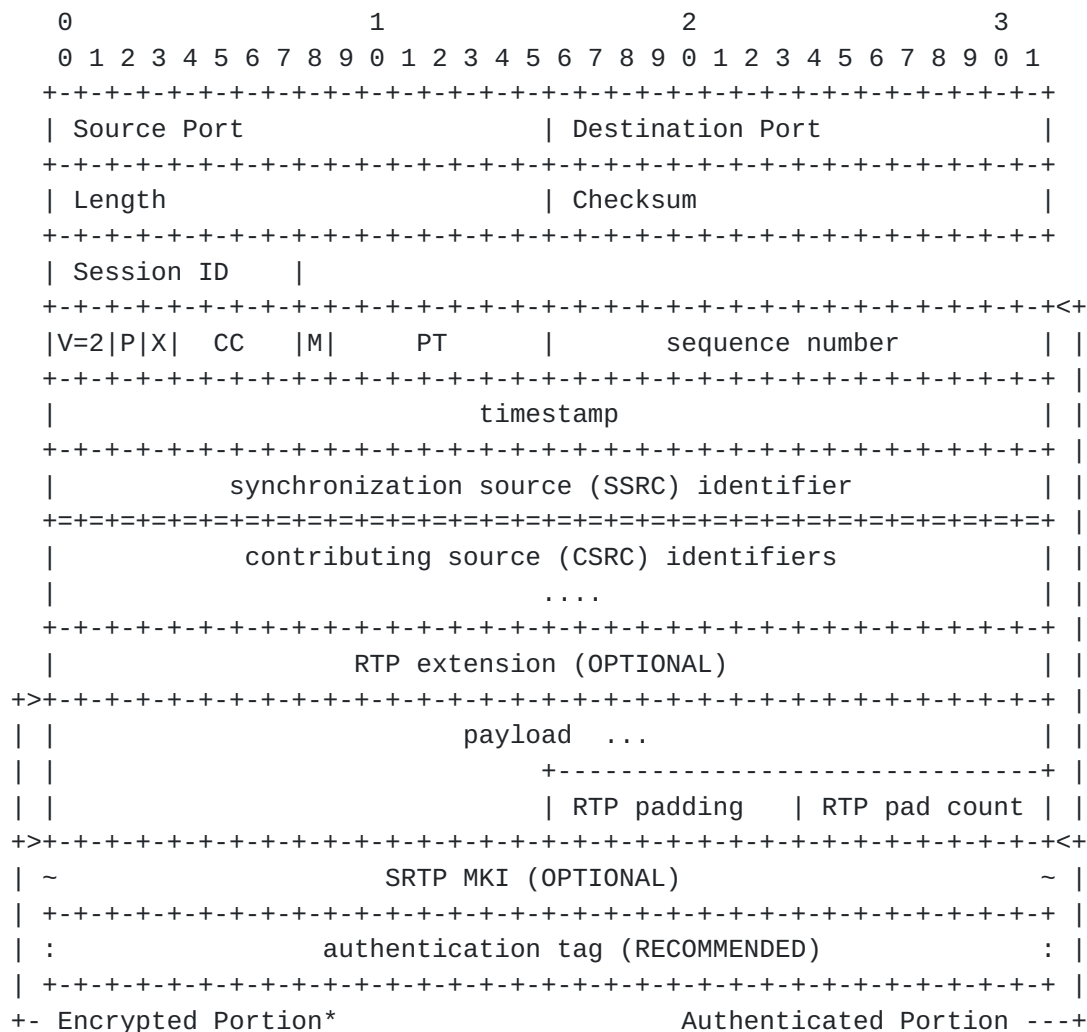 0                   1                   2                   3
 0 1 2 3 4 5 6 7 8 9 0 1 2 3 4 5 6 7 8 9 0 1 2 3 4 5 6 7 8 9 0 1
  +-+-+-+-+-+-+-+-+-+-+-+-+-+-+-+-+-+-+-+-+-+-+-+-+-+-+-+-+-+-+-+-+
  | Source Port                   | Destination Port              |
  +-+-+-+-+-+-+-+-+-+-+-+-+-+-+-+-+-+-+-+-+-+-+-+-+-+-+-+-+-+-+-+-+
  | Length                        | Checksum                      |
  +-+-+-+-+-+-+-+-+-+-+-+-+-+-+-+-+-+-+-+-+-+-+-+-+-+-+-+-+-+-+-+-+
  | Session ID    |
  +-+-+-+-+-+-+-+-+-+-+-+-+-+-+-+-+-+-+-+-+-+-+-+-+-+-+-+-+-+-+-+-+<+
  |V=2|P|X|  CC   |M|     PT      |       sequence number         | |
  +-+-+-+-+-+-+-+-+-+-+-+-+-+-+-+-+-+-+-+-+-+-+-+-+-+-+-+-+-+-+-+-+ |
  |                           timestamp                           | |
  +-+-+-+-+-+-+-+-+-+-+-+-+-+-+-+-+-+-+-+-+-+-+-+-+-+-+-+-+-+-+-+-+ |
  |           synchronization source (SSRC) identifier            | |
  +=+=+=+=+=+=+=+=+=+=+=+=+=+=+=+=+=+=+=+=+=+=+=+=+=+=+=+=+=+=+=+=+ |
  |            contributing source (CSRC) identifiers             | |
  |                               ....                            | |
  +-+-+-+-+-+-+-+-+-+-+-+-+-+-+-+-+-+-+-+-+-+-+-+-+-+-+-+-+-+-+-+-+ |
  |                   RTP extension (OPTIONAL)                    | |
+>+-+-+-+-+-+-+-+-+-+-+-+-+-+-+-+-+-+-+-+-+-+-+-+-+-+-+-+-+-+-+-+-+ |
| |                          payload  ...                         | |
| |                               +-------------------------------+ |
| |                               | RTP padding   | RTP pad count | |
+>+-+-+-+-+-+-+-+-+-+-+-+-+-+-+-+-+-+-+-+-+-+-+-+-+-+-+-+-+-+-+-+-+<+
| ~                     SRTP MKI (OPTIONAL)                       ~ |
| +-+-+-+-+-+-+-+-+-+-+-+-+-+-+-+-+-+-+-+-+-+-+-+-+-+-+-+-+-+-+-+-+ |
| :                 authentication tag (RECOMMENDED)              : |
| +-+-+-+-+-+-+-+-+-+-+-+-+-+-+-+-+-+-+-+-+-+-+-+-+-+-+-+-+-+-+-+-+ |
+- Encrypted Portion*                      Authenticated Portion ---+